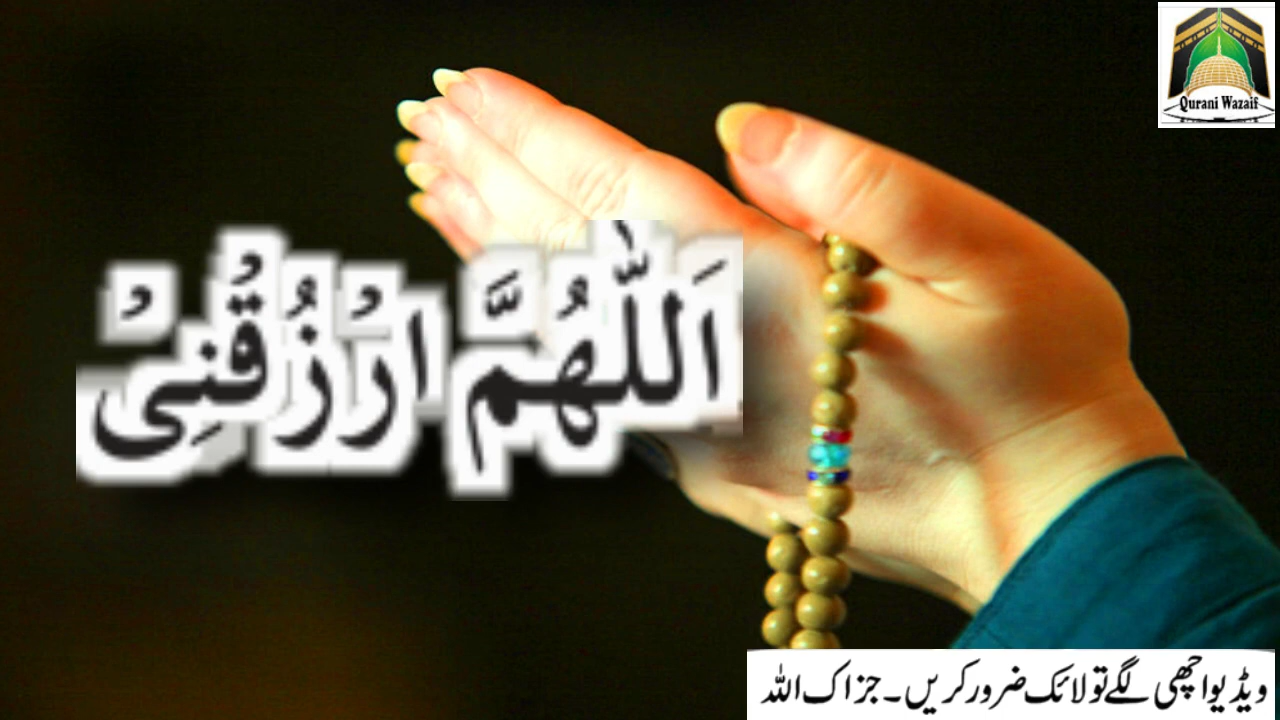 Qurani Wazaif
اَللّٰهُمَّ ارْزُقْنِیْ
ویڈیو اچھی لگے تو لائک ضرور کریں۔ جزاک اللہ